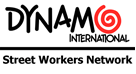 DYNAMO
INTERNATIONAL
Street Workers Network